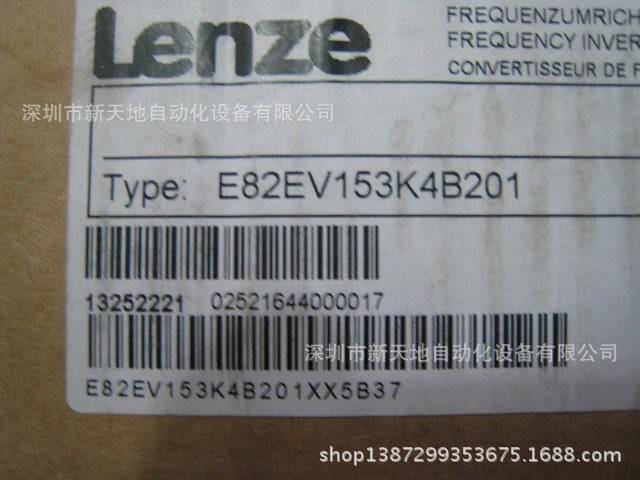 Lenze
FREQUENZUMRICH
FREQUENCY INVER
CONVERTISSEUR DE F
深圳市新天地自动化设备有限公司
Type: E82EV153K4B201
13252221 02521644000017
深圳市新天地自动化设备有限公司
E82EV153K4B201XX5B37
shop1387299353675.1688.com